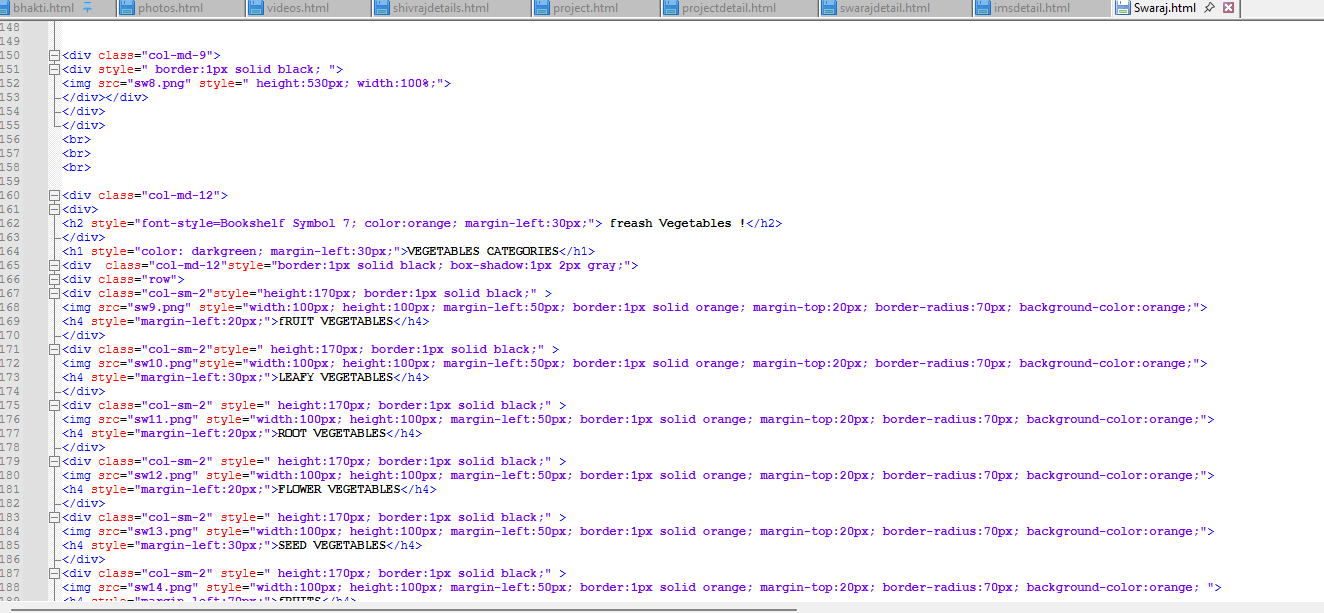 bhakti.html photos.html videos.html shivrajdetails.html project.html projectdetail.html swarajdetail.html imsdetail.html Swaraj.html
148
149
150 <div class="col-md-9">
151 <div style=" border:1px solid black; ">
152 <img src="sw8.png" style=" height:530px; width:100%;">
153 </div></div>
154 </div>
155 </div>
156 <br>
157 <br>
158 <br>
159
160 <div class="col-md-12">
161 <div>
162 <h2 style="font-style=Bookshelf Symbol 7; color:orange; margin-left:30px;"> freash Vegetables !</h2>
163 </div>
164 <h1 style="color: darkgreen; margin-left:30px;">VEGETABLES CATEGORIES</h1>
165 <div  class="col-md-12"style="border:1px solid black; box-shadow:1px 2px gray;">
166 <div class="row">
167 <div class="col-sm-2"style="height:170px; border:1px solid black;" >
168 <img src="sw9.png" style="width:100px; height:100px; margin-left:50px; border:1px solid orange; margin-top:20px; border-radius:70px; background-color:orange;">
169 <h4 style="margin-left:20px;">fRUIT VEGETABLES</h4>
170 </div>
171 <div class="col-sm-2"style=" height:170px; border:1px solid black;" >
172 <img src="sw10.png"style="width:100px; height:100px; margin-left:50px; border:1px solid orange; margin-top:20px; border-radius:70px; background-color:orange;">
173 <h4 style="margin-left:30px;">LEAFY VEGETABLES</h4>
174 </div>
175 <div class="col-sm-2" style=" height:170px; border:1px solid black;" >
176 <img src="sw11.png" style="width:100px; height:100px; margin-left:50px; border:1px solid orange; margin-top:20px; border-radius:70px; background-color:orange;">
177 <h4 style="margin-left:20px;">ROOT VEGETABLES</h4>
178 </div>
179 <div class="col-sm-2" style=" height:170px; border:1px solid black;" >
180 <img src="sw12.png" style="width:100px; height:100px; margin-left:50px; border:1px solid orange; margin-top:20px; border-radius:70px; background-color:orange;">
181 <h4 style="margin-left:20px;">FLOWER VEGETABLES</h4>
182 </div>
183 <div class="col-sm-2" style=" height:170px; border:1px solid black;" >
184 <img src="sw13.png" style="width:100px; height:100px; margin-left:50px; border:1px solid orange; margin-top:20px; border-radius:70px; background-color:orange;">
185 <h4 style="margin-left:30px;">SEED VEGETABLES</h4>
186 </div>
187 <div class="col-sm-2" style=" height:170px; border:1px solid black;" >
188 <img src="sw14.png" style="width:100px; height:100px; margin-left:50px; border:1px solid orange; margin-top:20px; border-radius:70px; background-color:orange; ">
189 <h4 style="margin-left:70px;">fRUITS</h4>